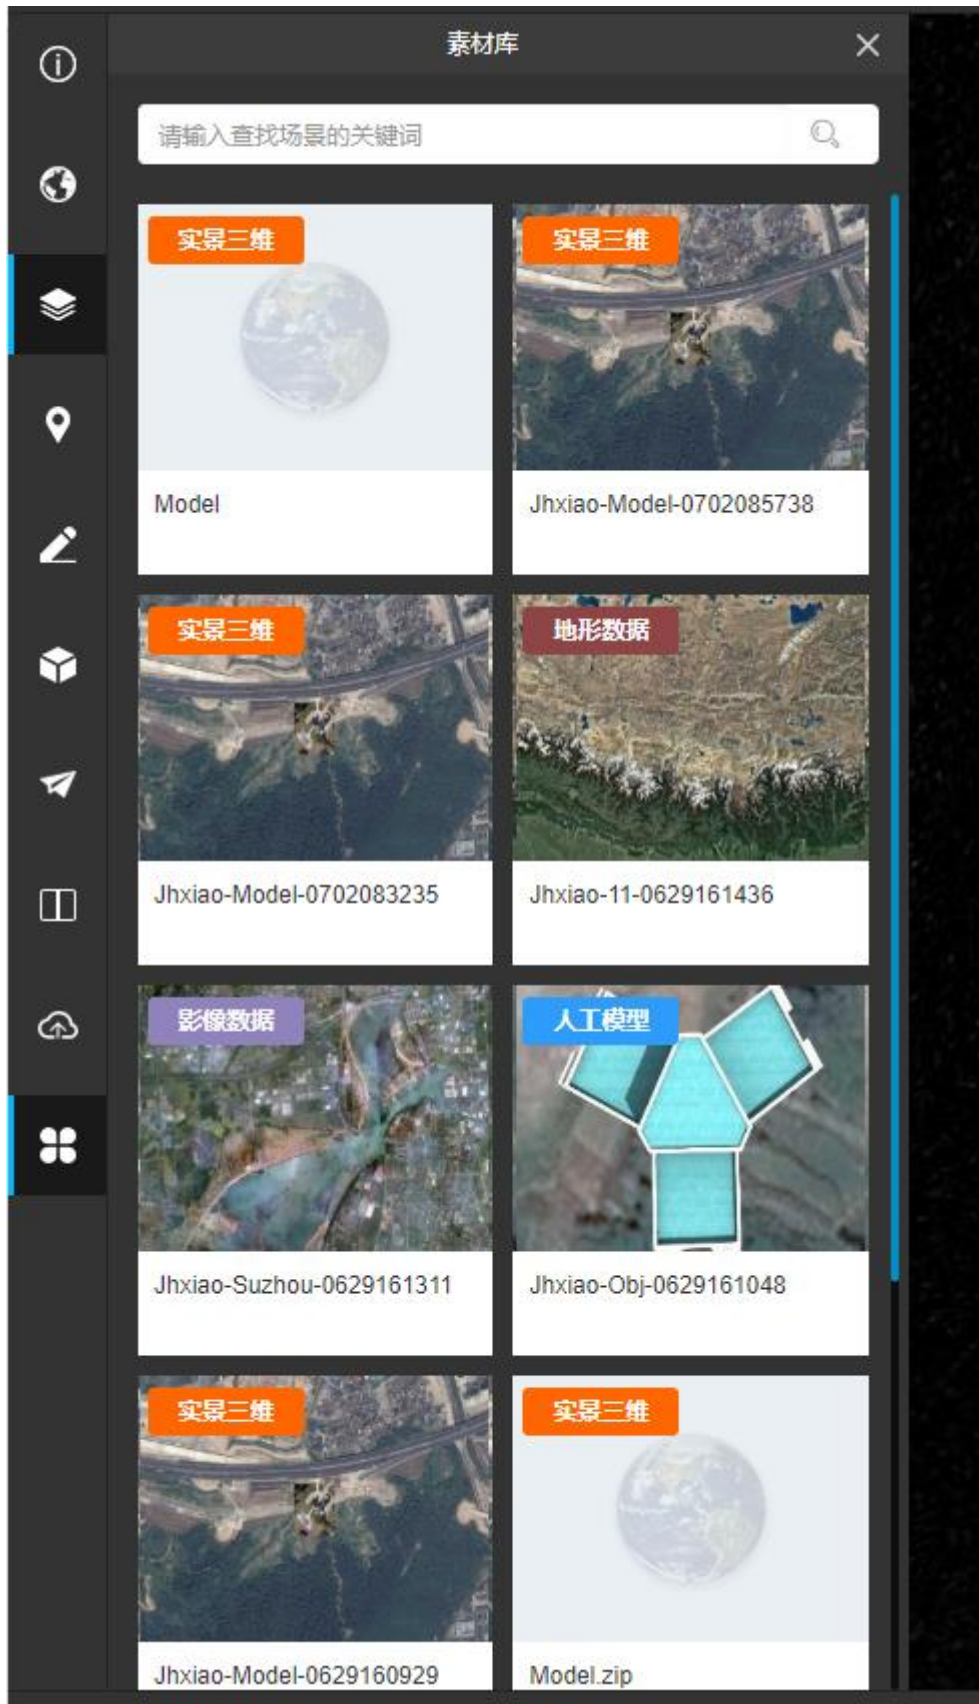 素材库
请输入查找场景的关键词
实景三维
实景三维
Model
Jhxiao-Model-0702085738
实景三维
地形数据
Jhxiao-Model-0702083235
Jhxiao-11-0629161436
影像数据
人工模型
Jhxiao-Suzhou-0629161311
Jhxiao-Obj-0629161048
实景三维
实景三维
Jhxiao-Model-0629160929
Model.zip